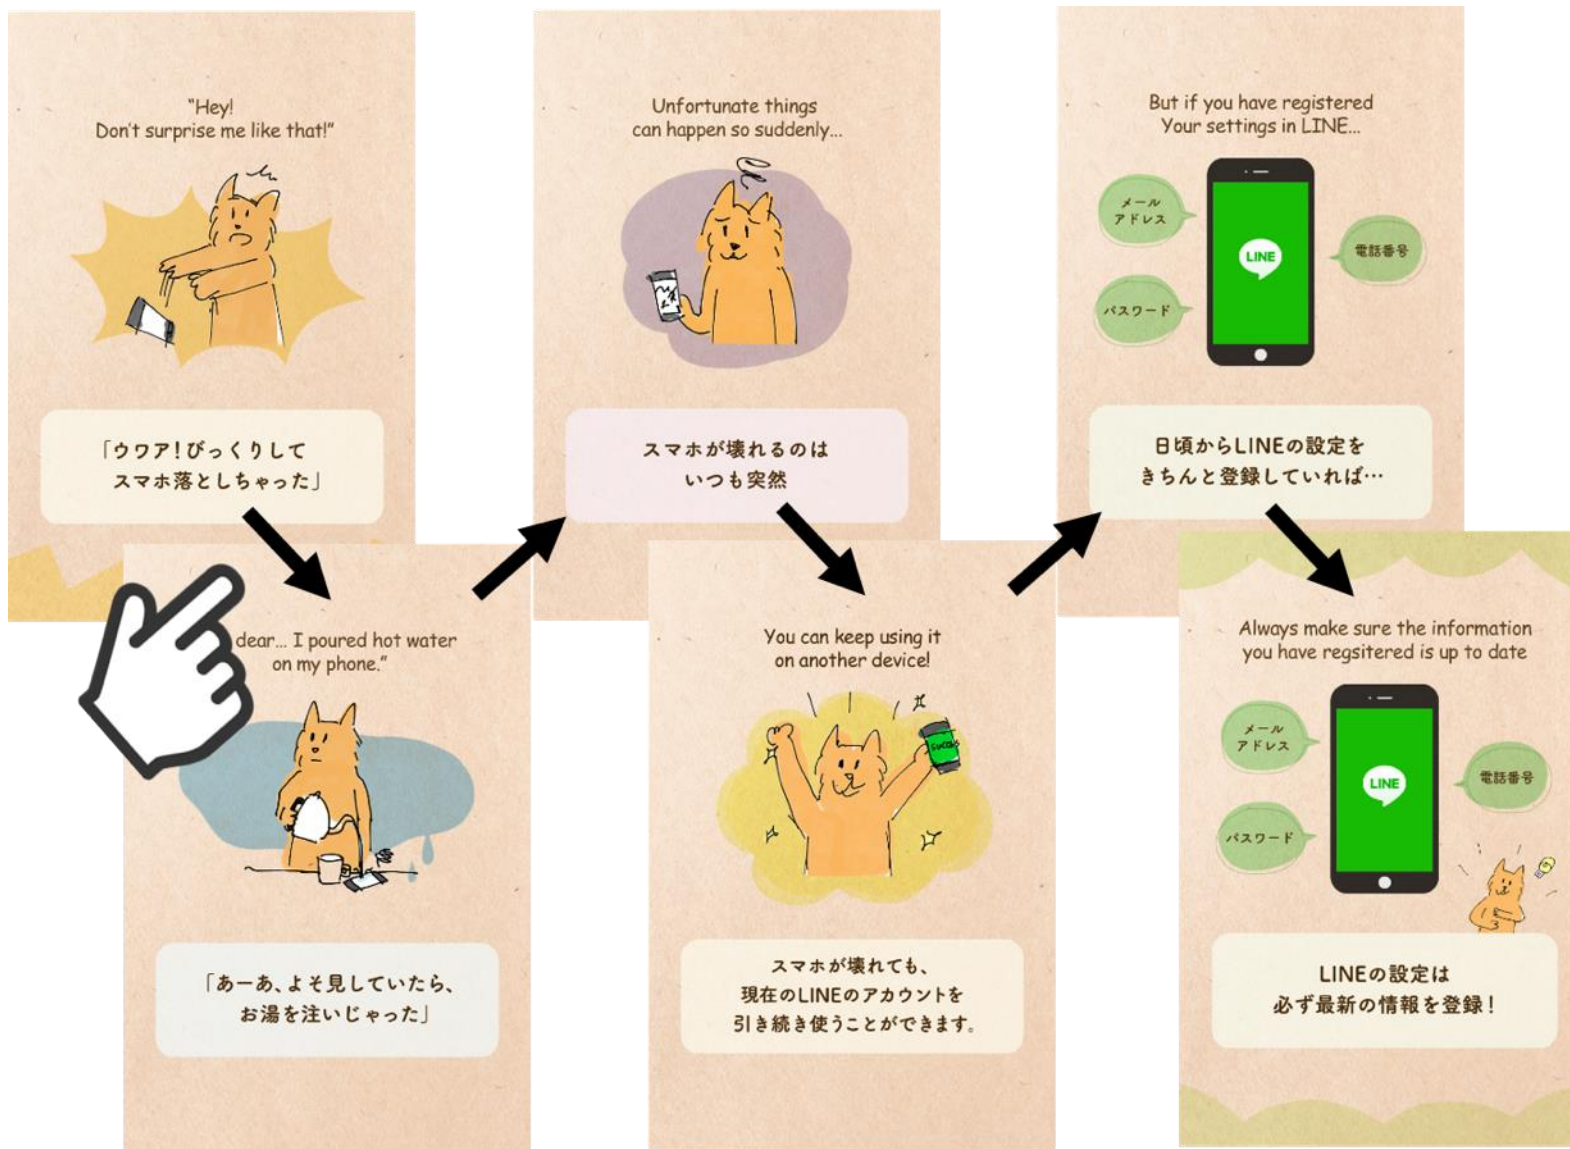 "Hey!
Don't surprise me like that!"
「ウワア！びっくりして
スマホ落としちゃった」
dear... I poured hot water
on my phone."
「あーあ、よそ見していたら、
お湯を注いじゃった」
Unfortunate things
can happen so suddenly...
スマホが壊れるのは
いつも突然
You can keep using it
on another device!
success
スマホが壊れても、
現在のLINEのアカウントを
引き続き使うことができます。
But if you have registered
Your settings in LINE...
メール
アドレス
LINE
電話番号
パスワード
日頃からLINEの設定を
きちんと登録していれば…
Always make sure the information
you have regsitered is up to date
メール
アドレス
LINE
電話番号
パスワード
LINEの設定は
必ず最新の情報を登録！